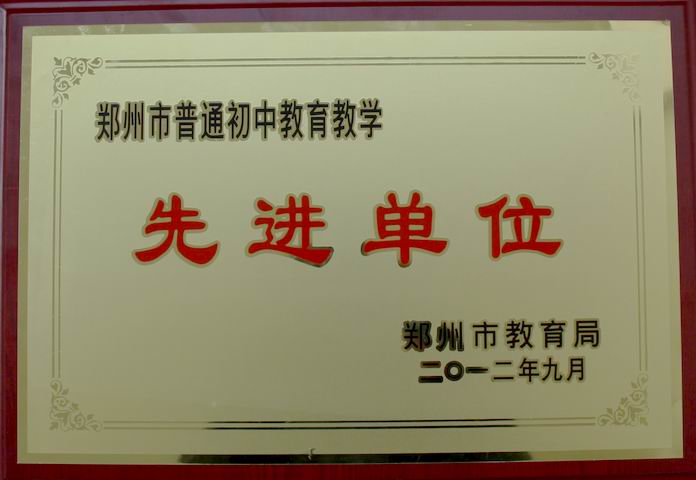 郑州市普通初中教育教学
先进单位
郑州市教育局
二〇一二年九月